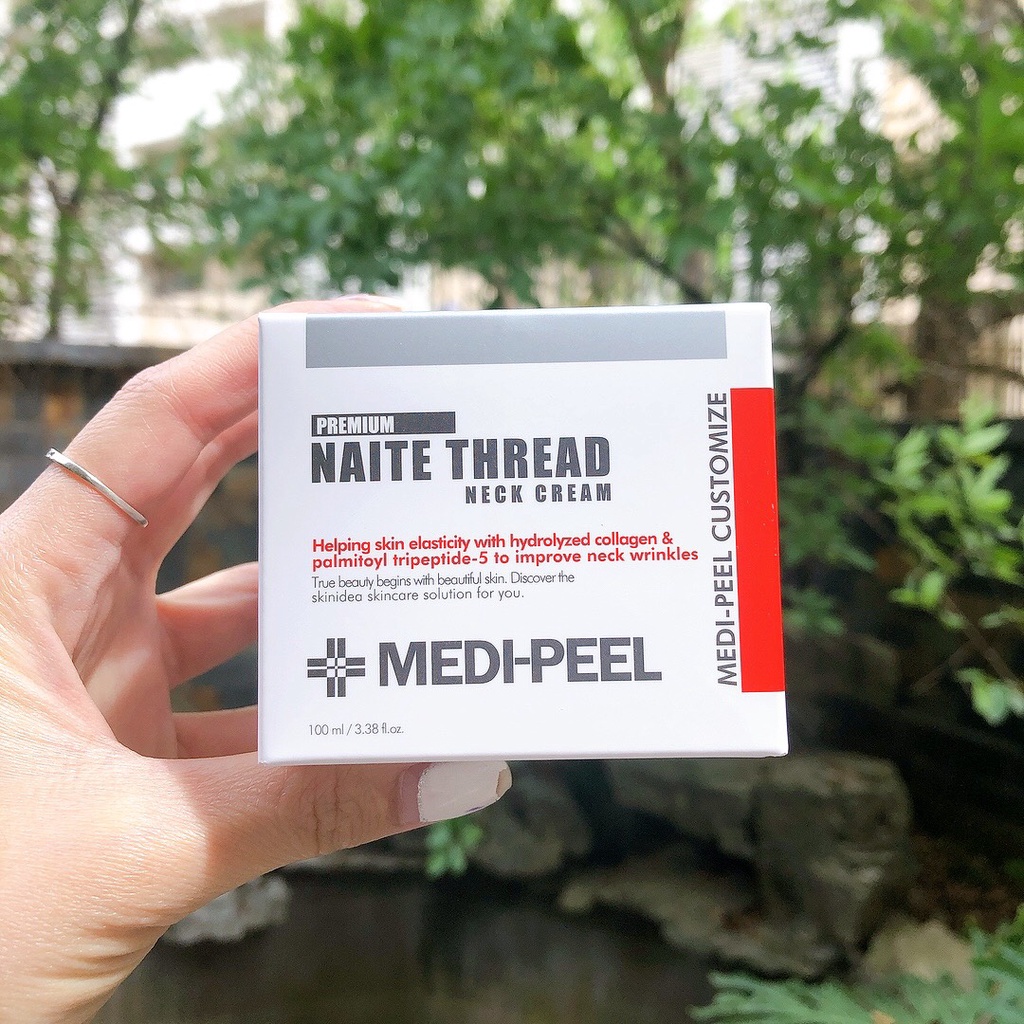 PREMIUM
NAITE THREAD
NECK CREAM
Helping skin elasticity with hydrolyzed collagen &
palmitoyl tripeptide-5 to improve neck wrinkles
True beauty begins with beautiful skin. Discover the
skinidea skincare solution for you.
MEDI-PEEL
100 ml / 3.38 fl.oz.
MEDI-PEEL CUSTOMIZE